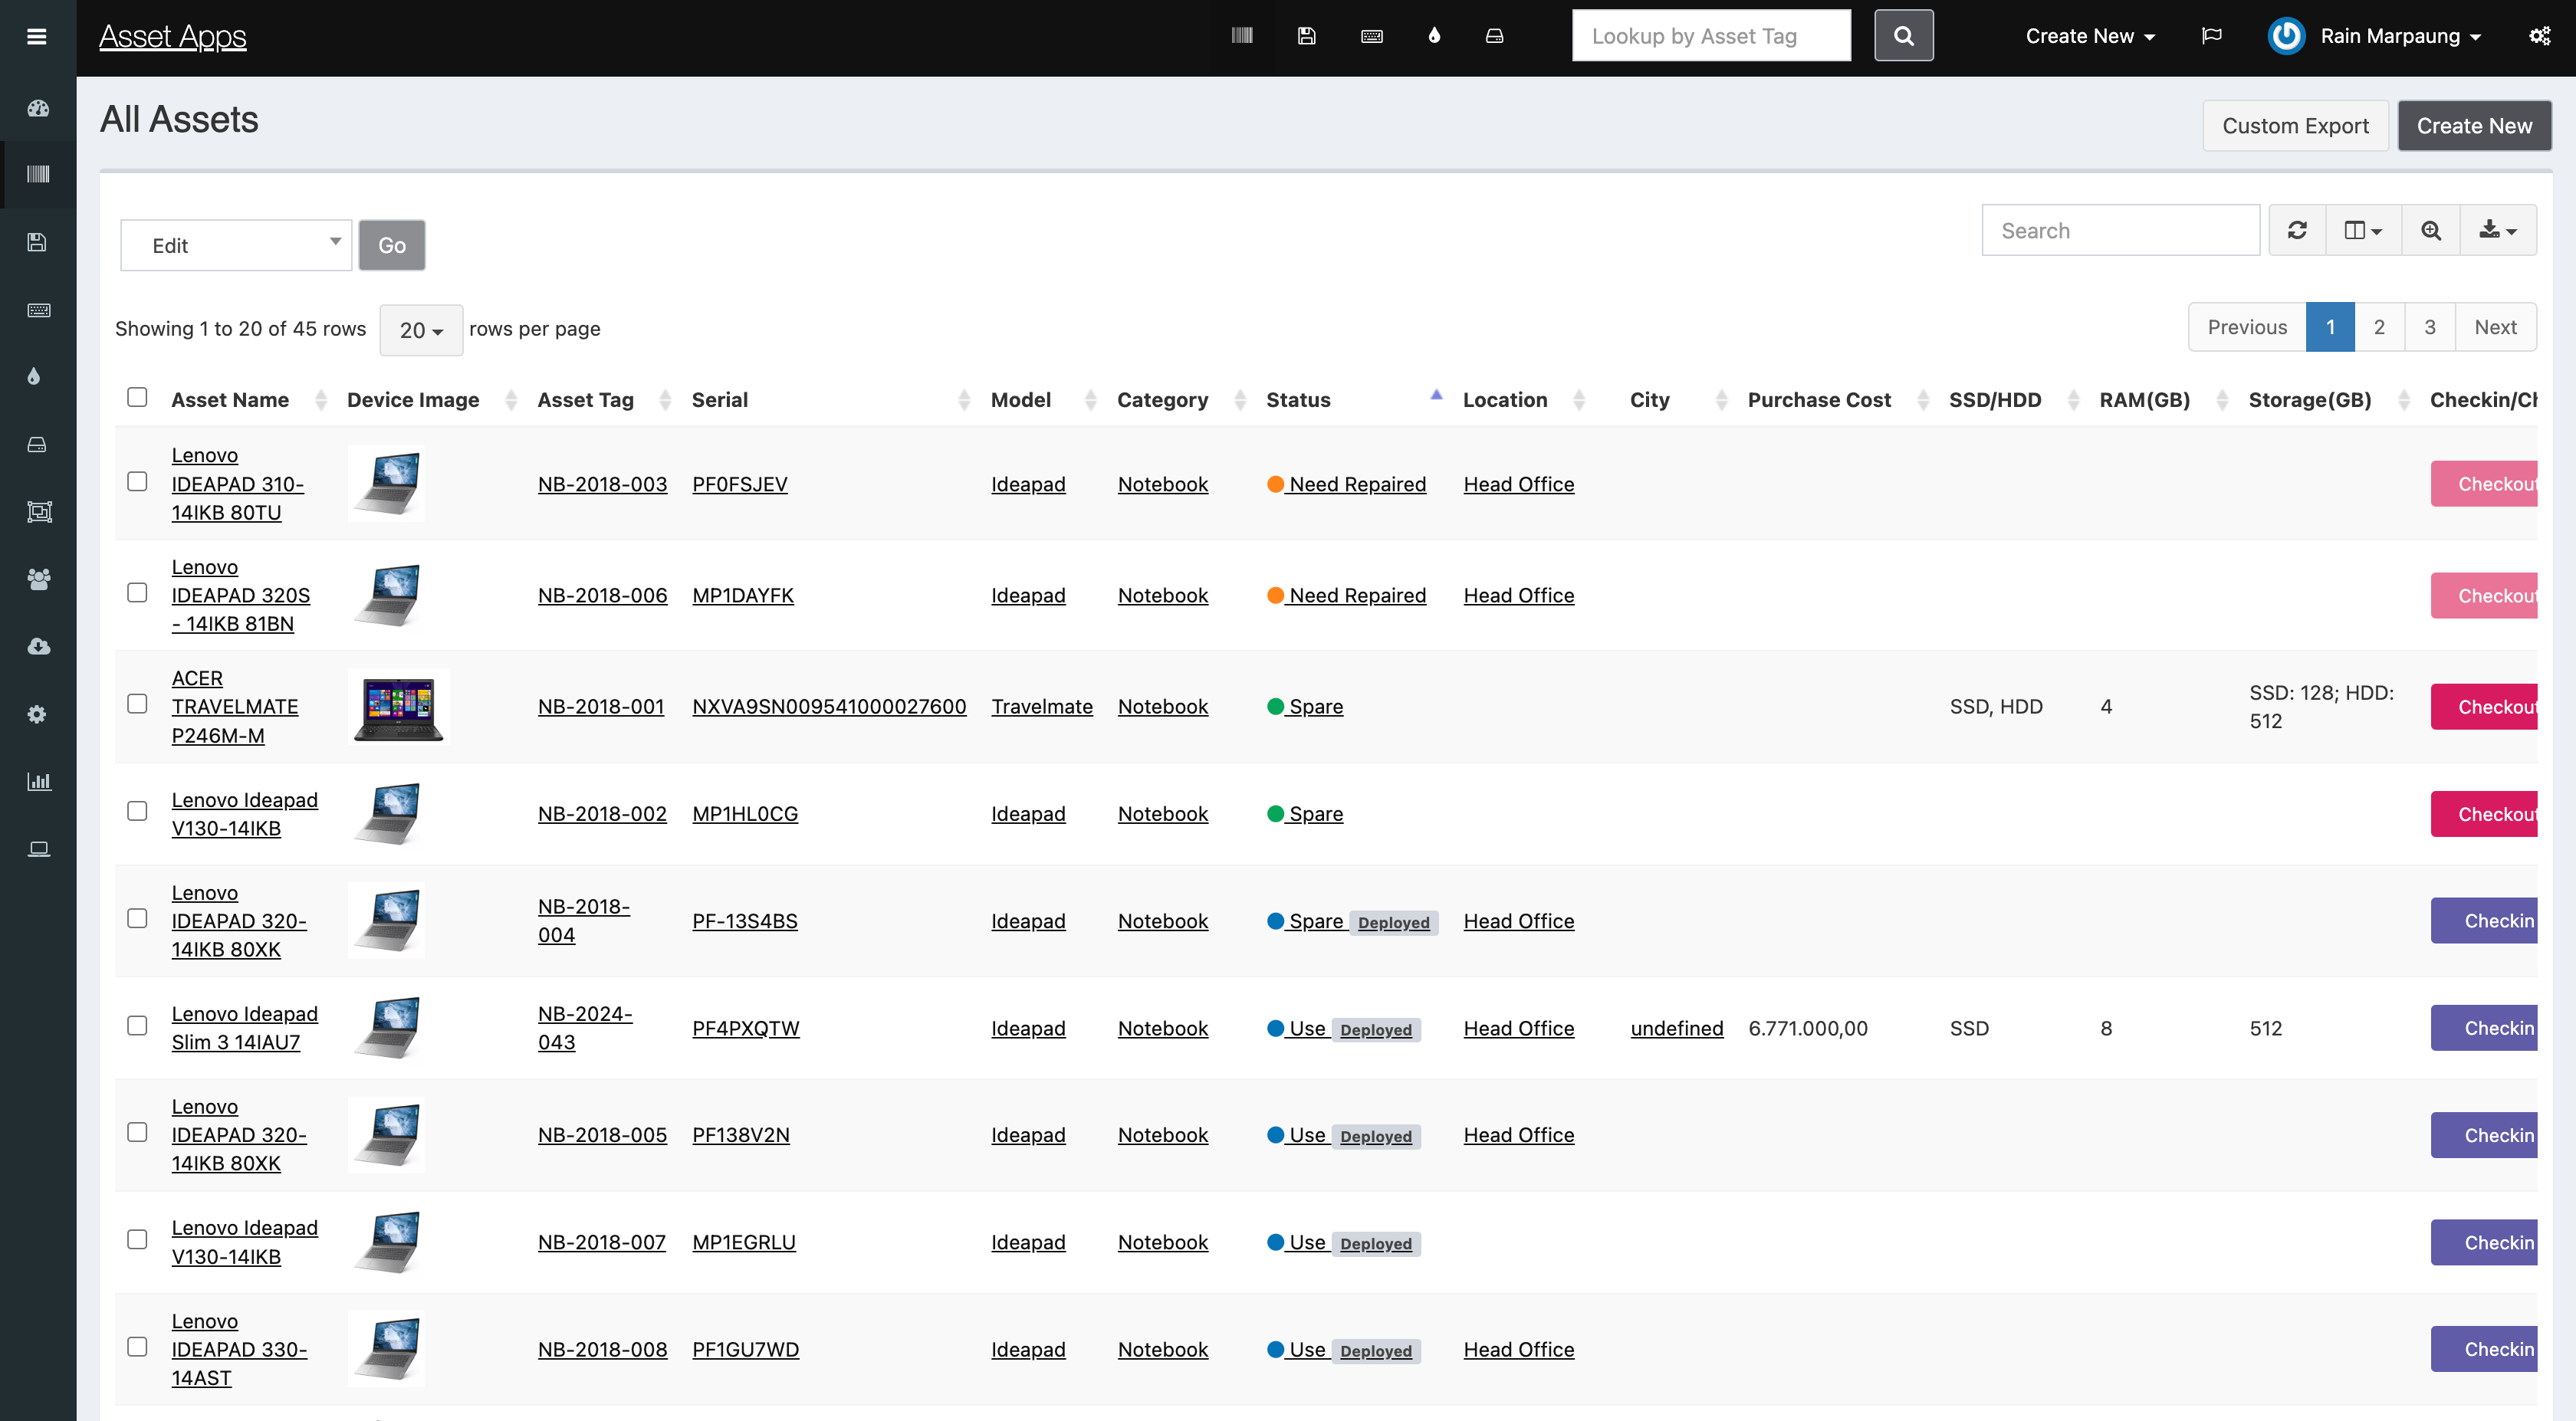 Asset Apps
Lookup by Asset Tag
Create New
Rain Marpaung
All Assets
Custom Export
Create New
Edit
Go
Search
Showing 1 to 20 of 45 rows 20 rows per page
Previous 1 2 3 Next
Asset Name Device Image Asset Tag Serial Model Category Status Location City Purchase Cost SSD/HDD RAM(GB) Storage(GB) Checkin/Ch
Lenovo
IDEAPAD 310-
14IKB 80TU
NB-2018-003 PF0FSJEV Ideapad Notebook Need Repaired Head Office Checkout
Lenovo
IDEAPAD 320S
- 14IKB 81BN
NB-2018-006 MP1DAYFK Ideapad Notebook Need Repaired Head Office Checkout
ACER
TRAVELMATE
P246M-M
NB-2018-001 NXVA9SN009541000027600 Travelmate Notebook Spare SSD, HDD 4
SSD: 128; HDD:
512
Checkout
Lenovo Ideapad
V130-14IKB
NB-2018-002 MP1HL0CG Ideapad Notebook Spare Checkout
Lenovo
IDEAPAD 320-
14IKB 80XK
NB-2018-
004
PF-13S4BS Ideapad Notebook Spare Deployed Head Office Checkin
Lenovo Ideapad
Slim 3 14IAU7
NB-2024-
043
PF4PXQTW Ideapad Notebook Use Deployed Head Office undefined 6.771.000,00 SSD 8 512 Checkin
Lenovo
IDEAPAD 320-
14IKB 80XK
NB-2018-005 PF138V2N Ideapad Notebook Use Deployed Head Office Checkin
Lenovo Ideapad
V130-14IKB
NB-2018-007 MP1EGRLU Ideapad Notebook Use Deployed Checkin
Lenovo
IDEAPAD 330-
14AST
NB-2018-008 PF1GU7WD Ideapad Notebook Use Deployed Head Office Checkin